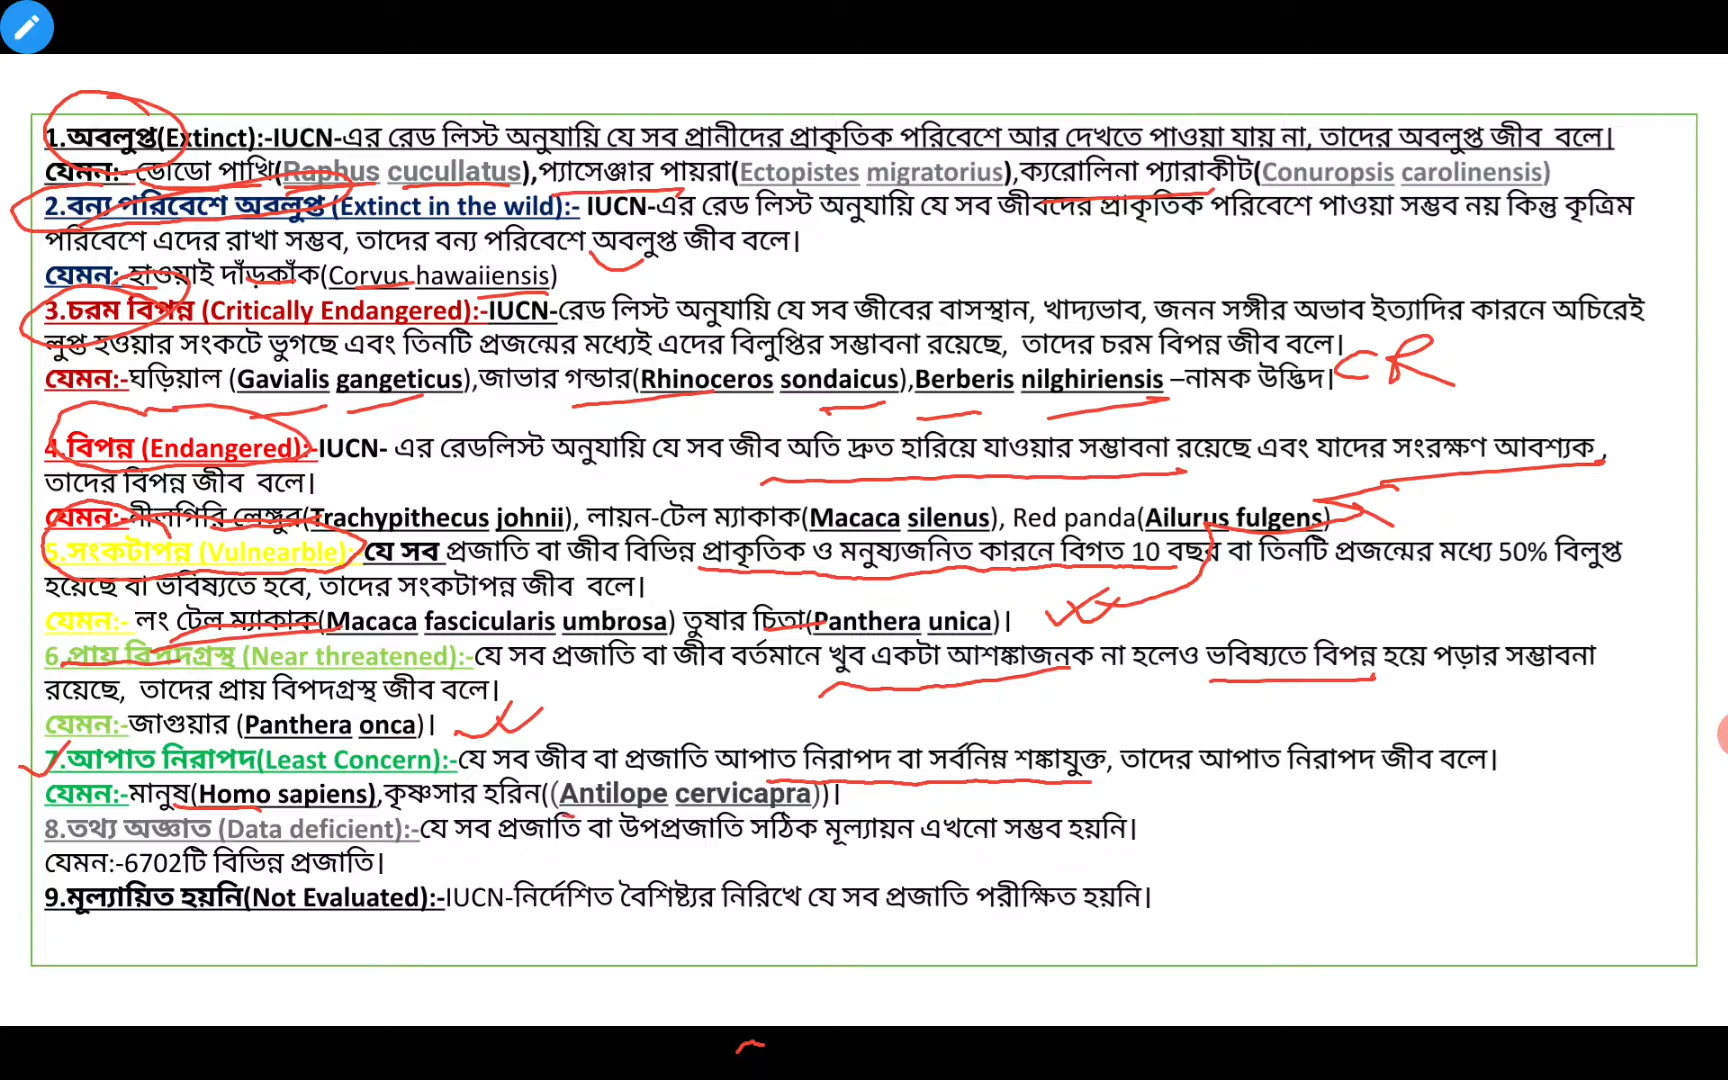 1.অবলুপ্ত(Extinct):-IUCN-এর রেড লিস্ট অনুযায়ি যে সব প্রানীদের প্রাকৃতিক পরিবেশে আর দেখতে পাওয়া যায় না, তাদের অবলুপ্ত জীব বলে।
যেমন:- ডোডো পাখি(Raphus cucullatus),প্যাসেঞ্জার পায়রা(Ectopistes migratorius),ক্যরোলিনা প্যারাকীট(Conuropsis carolinensis)
2.বন্য পরিবেশে অবলুপ্ত (Extinct in the wild):- IUCN-এর রেড লিস্ট অনুযায়ি যে সব জীবদের প্রাকৃতিক পরিবেশে পাওয়া সম্ভব নয় কিন্তু কৃত্রিম
পরিবেশে এদের রাখা সম্ভব, তাদের বন্য পরিবেশে অবলুপ্ত জীব বলে।
যেমন:-হাওয়াই দাঁড়কাঁক(Corvus hawaiiensis)
3.চরম বিপন্ন (Critically Endangered):-IUCN-রেড লিস্ট অনুযায়ি যে সব জীবের বাসস্থান, খাদ্যভাব, জনন সঙ্গীর অভাব ইত্যাদির কারনে অচিরেই
লুপ্ত হওয়ার সংকটে ভুগছে এবং তিনটি প্রজন্মের মধ্যেই এদের বিলুপ্তির সম্ভাবনা রয়েছে, তাদের চরম বিপন্ন জীব বলে।
যেমন:-ঘড়িয়াল (Gavialis gangeticus),জাভার গন্ডার(Rhinoceros sondaicus),Berberis nilghiriensis –নামক উদ্ভিদ। CR
4.বিপন্ন (Endangered):-IUCN- এর রেডলিস্ট অনুযায়ি যে সব জীব অতি দ্রুত হারিয়ে যাওয়ার সম্ভাবনা রয়েছে এবং যাদের সংরক্ষণ আবশ্যক ,
তাদের বিপন্ন জীব বলে।
যেমন:-নীলগিরি লেঙ্গুর(Trachypithecus johnii), লায়ন-টেল ম্যাকাক(Macaca silenus), Red panda(Ailurus fulgens)
5.সংকটাপন্ন (Vulnearble):-যে সব প্রজাতি বা জীব বিভিন্ন প্রাকৃতিক ও মনুষ্যজনিত কারনে বিগত 10 বছর বা তিনটি প্রজন্মের মধ্যে 50% বিলুপ্ত
হয়েছে বা ভবিষ্যতে হবে, তাদের সংকটাপন্ন জীব বলে।
যেমন:- লং টেল ম্যাকাক(Macaca fascicularis umbrosa) তুষার চিতা(Panthera unica)।
6.প্রায় বিপদগ্রস্থ (Near threatened):-যে সব প্রজাতি বা জীব বর্তমানে খুব একটা আশঙ্কাজনক না হলেও ভবিষ্যতে বিপন্ন হয়ে পড়ার সম্ভাবনা
রয়েছে, তাদের প্রায় বিপদগ্রস্থ জীব বলে।
যেমন:-জাগুয়ার (Panthera onca)।
7.আপাত নিরাপদ(Least Concern):-যে সব জীব বা প্রজাতি আপাত নিরাপদ বা সর্বনিম্ন শঙ্কাযুক্ত, তাদের আপাত নিরাপদ জীব বলে।
যেমন:-মানুষ(Homo sapiens),কৃষ্ণসার হরিন((Antilope cervicapra))।
8.তথ্য অজ্ঞাত (Data deficient):-যে সব প্রজাতি বা উপপ্রজাতি সঠিক মূল্যায়ন এখনো সম্ভব হয়নি।
যেমন:-6702টি বিভিন্ন প্রজাতি।
9.মূল্যায়িত হয়নি(Not Evaluated):-IUCN-নির্দেশিত বৈশিষ্ট্যর নিরিখে যে সব প্রজাতি পরীক্ষিত হয়নি।